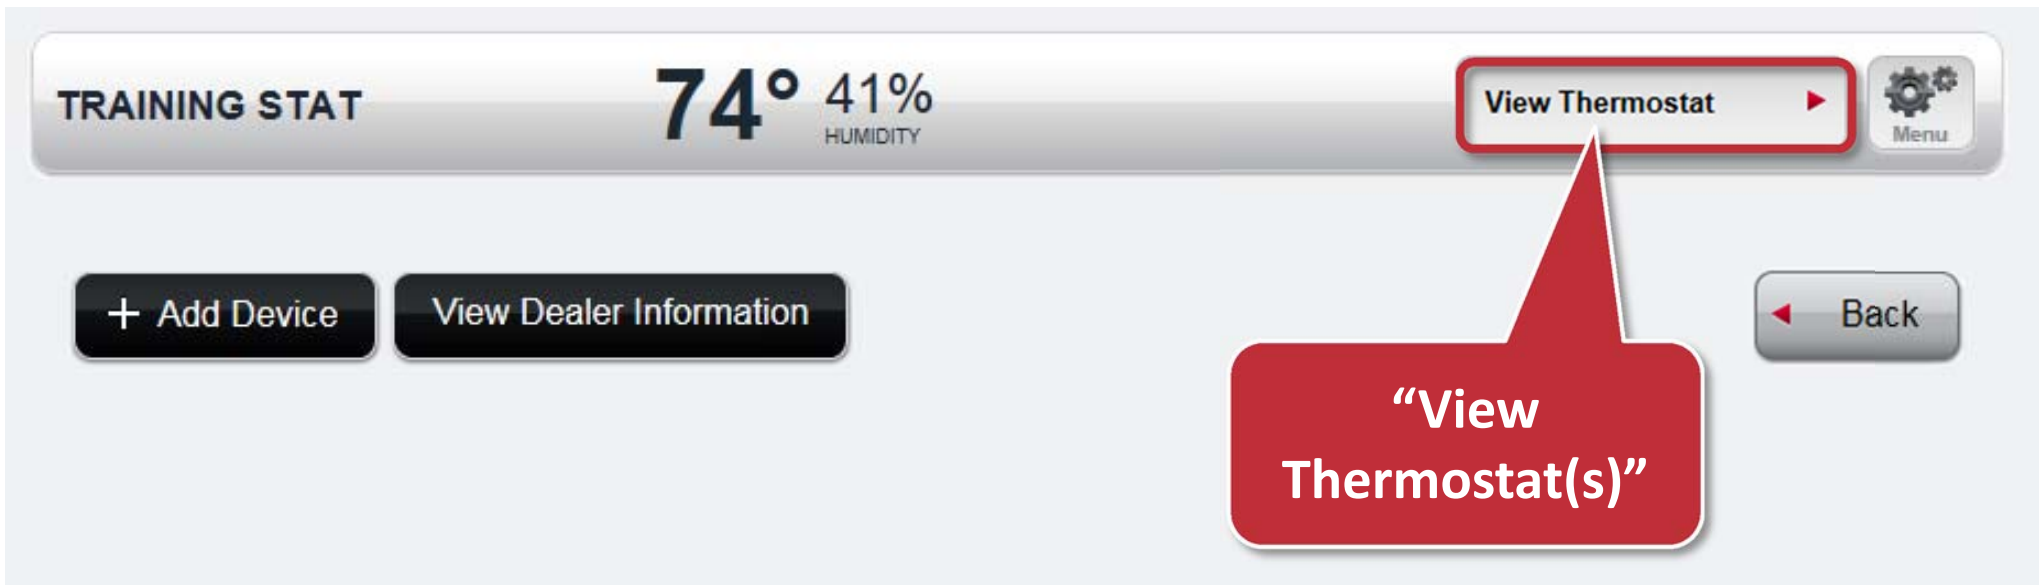 TRAINING STAT
74° 41%
HUMIDITY
View Thermostat
Menu
+ Add Device
View Dealer Information
Back
“View
Thermostat(s)”